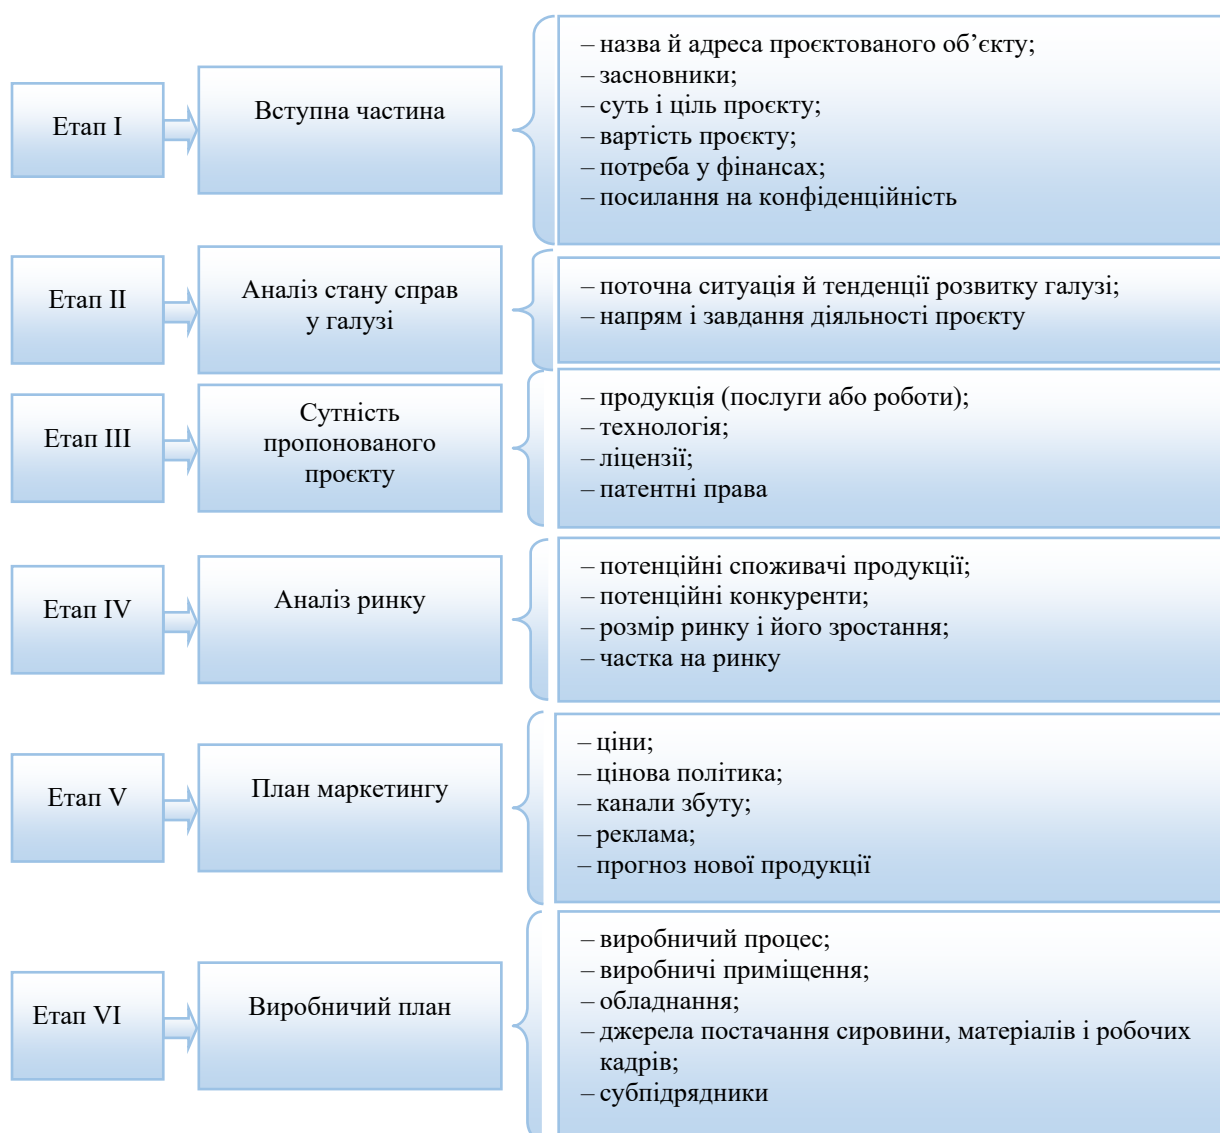 Етап I
Вступна частина
– назва й адреса проєктованого об’єкту;
– засновники;
– суть і ціль проєкту;
– вартість проєкту;
– потреба у фінансах;
– посилання на конфіденційність
Етап II
Аналіз стану справ
у галузі
– поточна ситуація й тенденції розвитку галузі;
– напрям і завдання діяльності проєкту
Етап III
Сутність
пропонованого
проєкту
– продукція (послуги або роботи);
– технологія;
– ліцензії;
– патентні права
Етап IV
Аналіз ринку
– потенційні споживачі продукції;
– потенційні конкуренти;
– розмір ринку і його зростання;
– частка на ринку
Етап V
План маркетингу
– ціни;
– цінова політика;
– канали збуту;
– реклама;
– прогноз нової продукції
Етап VI
Виробничий план
– виробничий процес;
– виробничі приміщення;
– обладнання;
– джерела постачання сировини, матеріалів і робочих
кадрів;
– субпідрядники